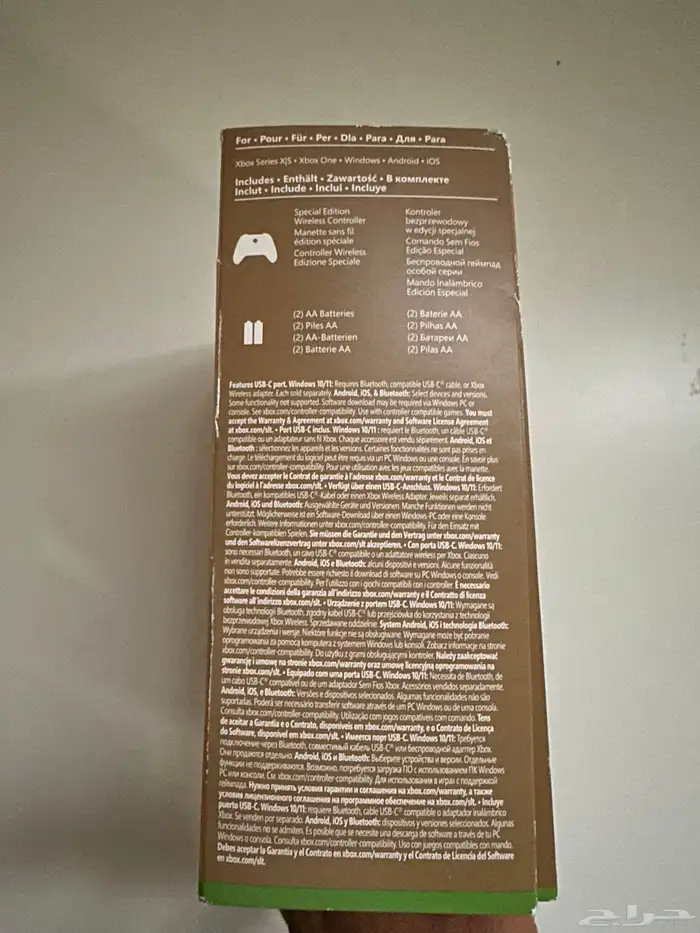 For • Pour • Für • Per • Dla • Para • Для • Para
Xbox Series X|S • Xbox One • Windows • Android • iOS
Includes • Enthält • Zawartość • В комплекте
Inclut • Include • Inclui • Incluye
Special Edition
Wireless Controller
Manette sans fil
édition spéciale
Controller Wireless
Edizione Speciale
Kontroler
bezprzewodowy
w edycji specjalnej
Comando Sem Fios
Edição Especial
Беспроводной геймпад
особой серии
Mando Inalámbrico
Edición Especial
(2) AA Batteries
(2) Piles AA
(2) AA-Batterien
(2) Batterie AA
(2) Baterie AA
(2) Pilhas AA
(2) Батареи AA
(2) Pilas AA
Features USB-C port. Windows 10/11: Requires Bluetooth, compatible USB-C® cable, or Xbox
Wireless adapter. Each sold separately. Android, iOS, & Bluetooth: Select devices and versions.
Some functionality not supported. Software download may be required via Windows PC or
console. See xbox.com/controller-compatibility. Use with controller compatible games. You must
accept the Warranty & Agreement at xbox.com/warranty and Software License Agreement
at xbox.com/slt. • Port USB-C inclus. Windows 10/11 : requiert le Bluetooth, un câble USB-C®
compatible ou un adaptateur sans fil Xbox. Chaque accessoire est vendu séparément. Android, iOS et
Bluetooth : sélectionnez les appareils et les versions. Certaines fonctionnalités ne sont pas prises en
charge. Le téléchargement du logiciel peut être requis via un PC Windows ou une console. En savoir plus
sur xbox.com/controller-compatibility. Pour une utilisation avec les jeux compatibles avec la manette.
Vous devez accepter le Contrat de garantie à l'adresse xbox.com/warranty et le Contrat de licence
du logiciel à l'adresse xbox.com/slt. • Verfügt über einen USB-C-Anschluss. Windows 10/11: Erfordert
Bluetooth, ein kompatibles USB-C®-Kabel oder einen Xbox Wireless Adapter. Jeweils separat erhältlich.
Android, iOS und Bluetooth: Ausgewählte Geräte und Versionen. Manche Funktionen werden nicht
unterstützt. Möglicherweise ist ein Software-Download über einen Windows-PC oder eine Konsole
erforderlich. Weitere Informationen unter xbox.com/controller-compatibility. Für den Einsatz mit
Controller-kompatiblen Spielen. Sie müssen die Garantie und den Vertrag unter xbox.com/warranty
und den Softwarelizenzvertrag unter xbox.com/slt akzeptieren. • Con porta USB-C. Windows 10/11:
sono necessari Bluetooth, un cavo USB-C® compatibile o un adattatore wireless per Xbox. Ciascuno
in vendita separatamente. Android, iOS e Bluetooth: alcuni dispositivi e versioni. Alcune funzionalità
non sono supportate. Potrebbe essere richiesto il download di software su PC Windows o console. Vedi
xbox.com/controller-compatibility. Per l'utilizzo con i giochi compatibili con i controller. È necessario
accettare le condizioni della garanzia all'indirizzo xbox.com/warranty e il Contratto di licenza
software all'indirizzo xbox.com/slt. • Urządzenie z portem USB-C. Windows 10/11: Wymagane są
obsługa technologii Bluetooth, zgodny kabel USB-C® lub przejściówka do korzystania z technologii
bezprzewodowej Xbox Wireless. Sprzedawane oddzielnie. System Android, iOS i technologia Bluetooth:
Wybrane urządzenia i wersje. Niektóre funkcje nie są obsługiwane. Wymagane może być pobranie
oprogramowania za pomocą komputera z systemem Windows lub konsoli. Zobacz informacje na stronie
xbox.com/controller-compatibility. Do użytku z grami obsługującymi kontroler. Należy zaakceptować
gwarancję i umowę na stronie xbox.com/warranty oraz umowę licencyjną oprogramowania na
stronie xbox.com/slt. • Equipado com uma porta USB-C. Windows 10/11: Necessita de Bluetooth, de
um cabo USB-C® compatível ou de um adaptador Sem Fios Xbox. Acessórios vendidos separadamente.
Android, iOS, e Bluetooth: Versões e dispositivos selecionados. Algumas funcionalidades não são
suportadas. Poderá ser necessário transferir software através de um PC Windows ou de uma consola.
Consulta xbox.com/controller-compatibility. Utilização com jogos compatíveis com comando. Tens
de aceitar a Garantia e o Contrato, disponíveis em xbox.com/warranty, e o Contrato de Licença
do Software, disponível em xbox.com/slt. • Имеется порт USB-C. Windows 10/11: Требуется
подключение через Bluetooth, совместимый кабель USB-C® или беспроводной адаптер Xbox.
Они продаются отдельно. Android, iOS и Bluetooth: Выберите устройства и версии. Отдельные
функции не поддерживаются. Возможно, потребуется загрузка ПО с использованием ПК Windows
PC или консоли. См. xbox.com/controller-compatibility. Для использования в играх с поддержкой
геймпада. Нужно принять условия гарантии и соглашения на xbox.com/warranty, а также
условия лицензионного соглашения на программное обеспечение на xbox.com/slt. • Incluye
puerto USB-C. Windows 10/11: requiere Bluetooth, cable USB-C® compatible o adaptador inalámbrico
Xbox. Se venden por separado. Android, iOS y Bluetooth: dispositivos y versiones seleccionados. Algunas
funcionalidades no se admiten. Es posible que se necesite una descarga de software a través de tu PC
Windows o consola. Consulta xbox.com/controller-compatibility. Uso con juegos compatibles con mando.
Debes aceptar la Garantía y el Contrato en xbox.com/warranty y el Contrato de Licencia del Software
en xbox.com/slt.
حراج